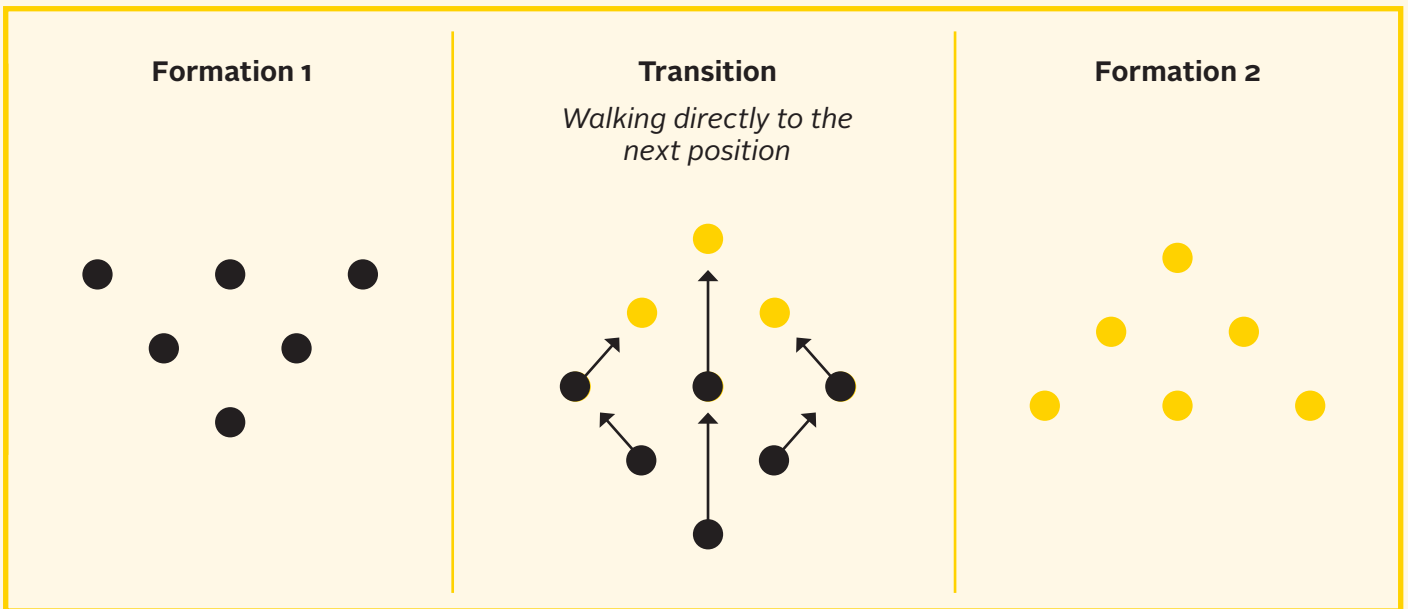 Formation 1
Transition
Walking directly to the
next position
Formation 2